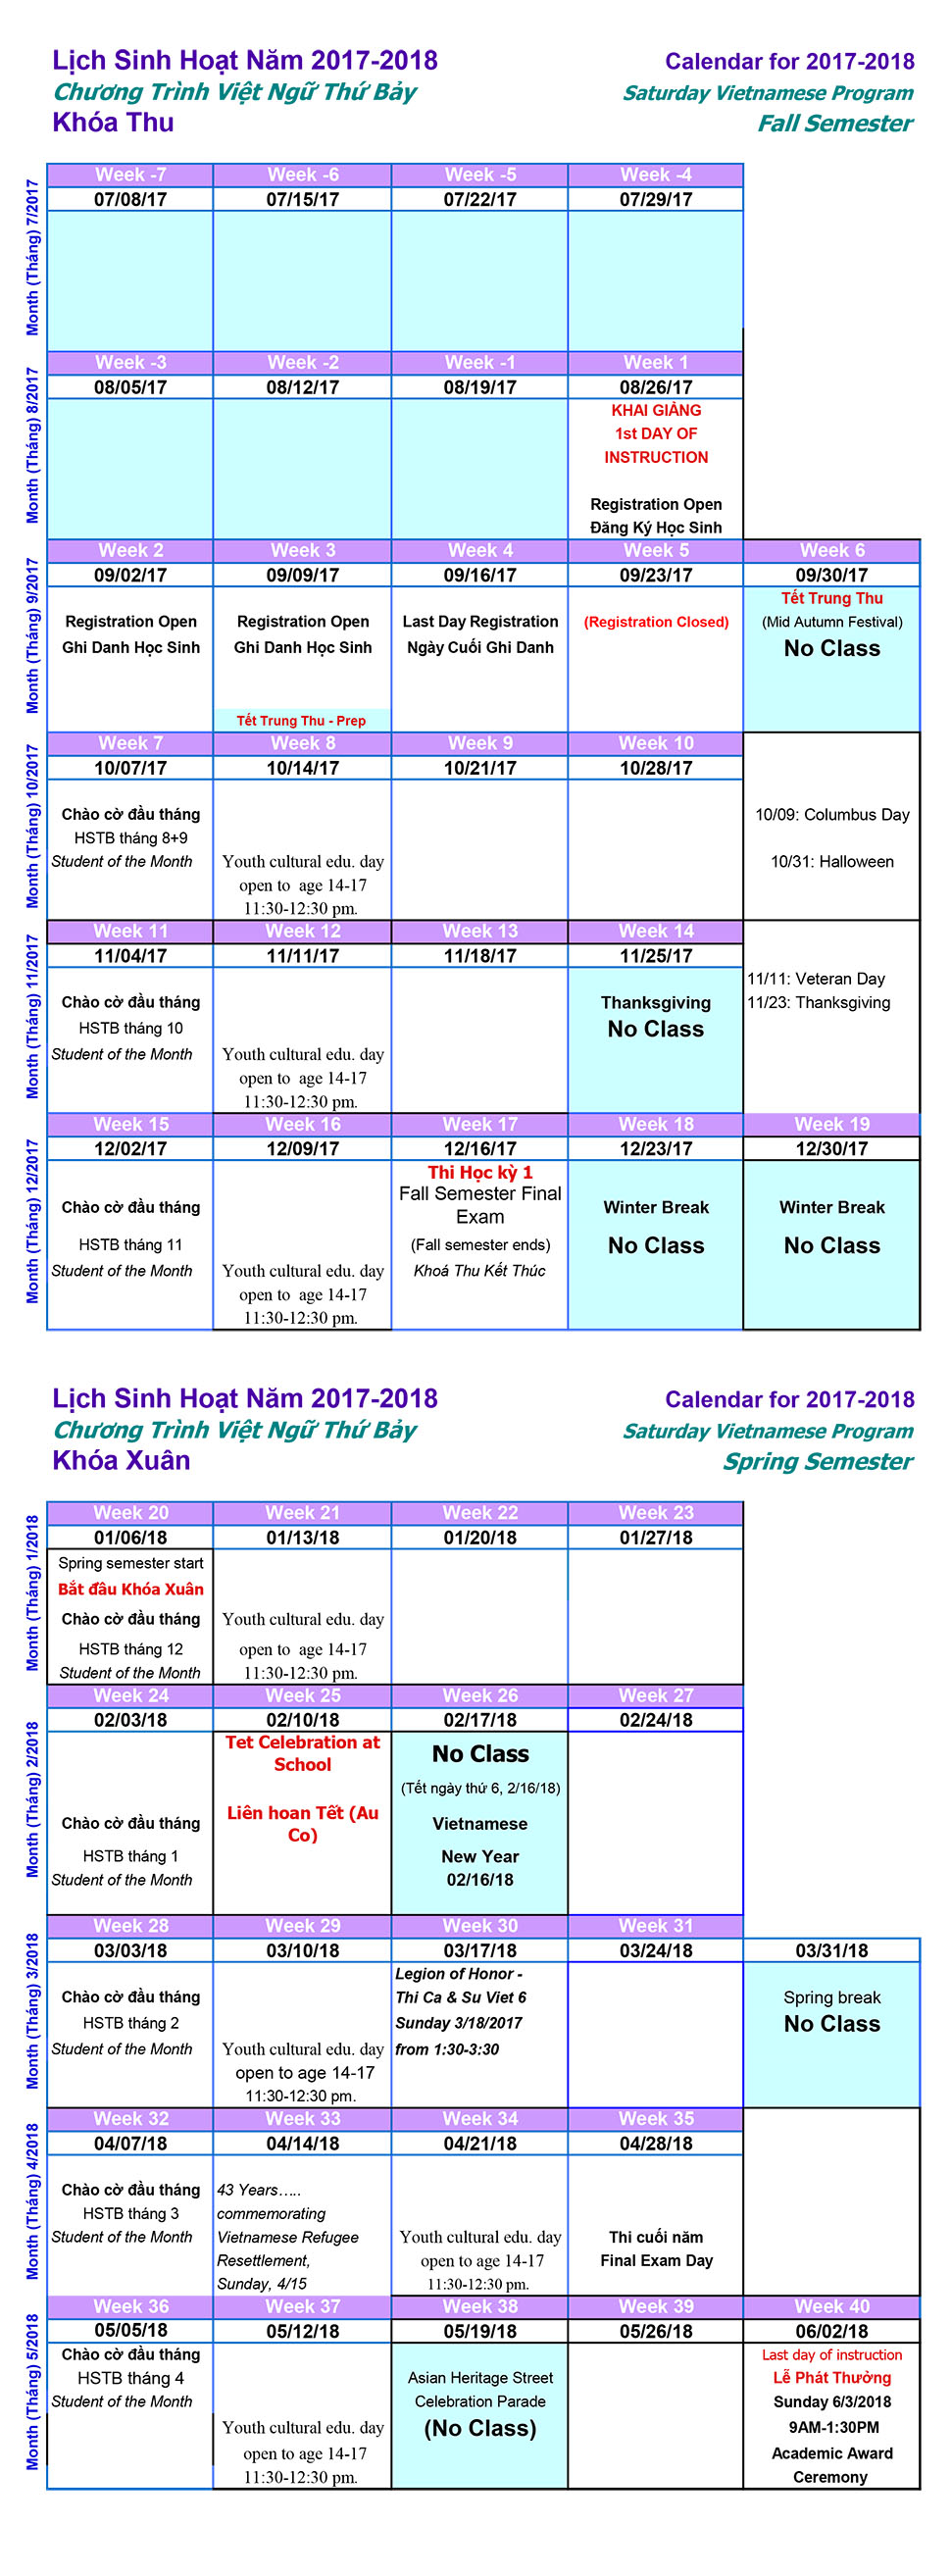 Lịch Sinh Hoạt Năm 2017-2018
Calendar for 2017-2018
Chương Trình Việt Ngữ Thứ Bảy
Saturday Vietnamese Program
Khóa Thu
Fall Semester
Month (Tháng) 7/2017
Week -7
Week -6
Week -5
Week -4
07/08/17
07/15/17
07/22/17
07/29/17
Month (Tháng) 8/2017
Week -3
Week -2
Week -1
Week 1
08/05/17
08/12/17
08/19/17
08/26/17
KHAI GIẢNG
1st DAY OF
INSTRUCTION
Registration Open
Đăng Ký Học Sinh
Month (Tháng) 9/2017
Week 2
Week 3
Week 4
Week 5
Week 6
09/02/17
09/09/17
09/16/17
09/23/17
09/30/17
Registration Open
Ghi Danh Học Sinh
Registration Open
Ghi Danh Học Sinh
Tết Trung Thu - Prep
Last Day Registration
Ngày Cuối Ghi Danh
(Registration Closed)
Tết Trung Thu
(Mid Autumn Festival)
No Class
Month (Tháng) 10/2017
Week 7
Week 8
Week 9
Week 10
10/07/17
10/14/17
10/21/17
10/28/17
Chào cờ đầu tháng
HSTB tháng 8+9
Student of the Month
Youth cultural edu. day
open to age 14-17
11:30-12:30 pm.
10/09: Columbus Day
10/31: Halloween
Month (Tháng) 11/2017
Week 11
Week 12
Week 13
Week 14
11/04/17
11/11/17
11/18/17
11/25/17
Chào cờ đầu tháng
HSTB tháng 10
Student of the Month
Youth cultural edu. day
open to age 14-17
11:30-12:30 pm.
Thanksgiving
No Class
11/11: Veteran Day
11/23: Thanksgiving
Month (Tháng) 12/2017
Week 15
Week 16
Week 17
Week 18
Week 19
12/02/17
12/09/17
12/16/17
12/23/17
12/30/17
Chào cờ đầu tháng
HSTB tháng 11
Student of the Month
Youth cultural edu. day
open to age 14-17
11:30-12:30 pm.
Thi Học kỳ 1
Fall Semester Final
Exam
(Fall semester ends)
Khoá Thu Kết Thúc
Winter Break
No Class
Winter Break
No Class
Lịch Sinh Hoạt Năm 2017-2018
Calendar for 2017-2018
Chương Trình Việt Ngữ Thứ Bảy
Saturday Vietnamese Program
Khóa Xuân
Spring Semester
Month (Tháng) 1/2018
Week 20
Week 21
Week 22
Week 23
01/06/18
01/13/18
01/20/18
01/27/18
Spring semester start
Bắt đầu Khóa Xuân
Chào cờ đầu tháng
HSTB tháng 12
Student of the Month
Youth cultural edu. day
open to age 14-17
11:30-12:30 pm.
Month (Tháng) 2/2018
Week 24
Week 25
Week 26
Week 27
02/03/18
02/10/18
02/17/18
02/24/18
Chào cờ đầu tháng
HSTB tháng 1
Student of the Month
Tet Celebration at
School
Liên hoan Tết (Au
Co)
No Class
(Tết ngày thứ 6, 2/16/18)
Vietnamese
New Year
02/16/18
Month (Tháng) 3/2018
Week 28
Week 29
Week 30
Week 31
03/03/18
03/10/18
03/17/18
03/24/18
03/31/18
Chào cờ đầu tháng
HSTB tháng 2
Student of the Month
Youth cultural edu. day
open to age 14-17
11:30-12:30 pm.
Legion of Honor -
Thi Ca & Su Viet 6
Sunday 3/18/2017
from 1:30-3:30
Spring break
No Class
Month (Tháng) 4/2018
Week 32
Week 33
Week 34
Week 35
04/07/18
04/14/18
04/21/18
04/28/18
Chào cờ đầu tháng
HSTB tháng 3
Student of the Month
43 Years.....
commemorating
Vietnamese Refugee
Resettlement,
Sunday, 4/15
Youth cultural edu. day
open to age 14-17
11:30-12:30 pm.
Thi cuối năm
Final Exam Day
Month (Tháng) 5/2018
Week 36
Week 37
Week 38
Week 39
Week 40
05/05/18
05/12/18
05/19/18
05/26/18
06/02/18
Chào cờ đầu tháng
HSTB tháng 4
Student of the Month
Youth cultural edu. day
open to age 14-17
11:30-12:30 pm.
Asian Heritage Street
Celebration Parade
(No Class)
Last day of instruction
Lễ Phát Thưởng
Sunday 6/3/2018
9AM-1:30PM
Academic Award
Ceremony